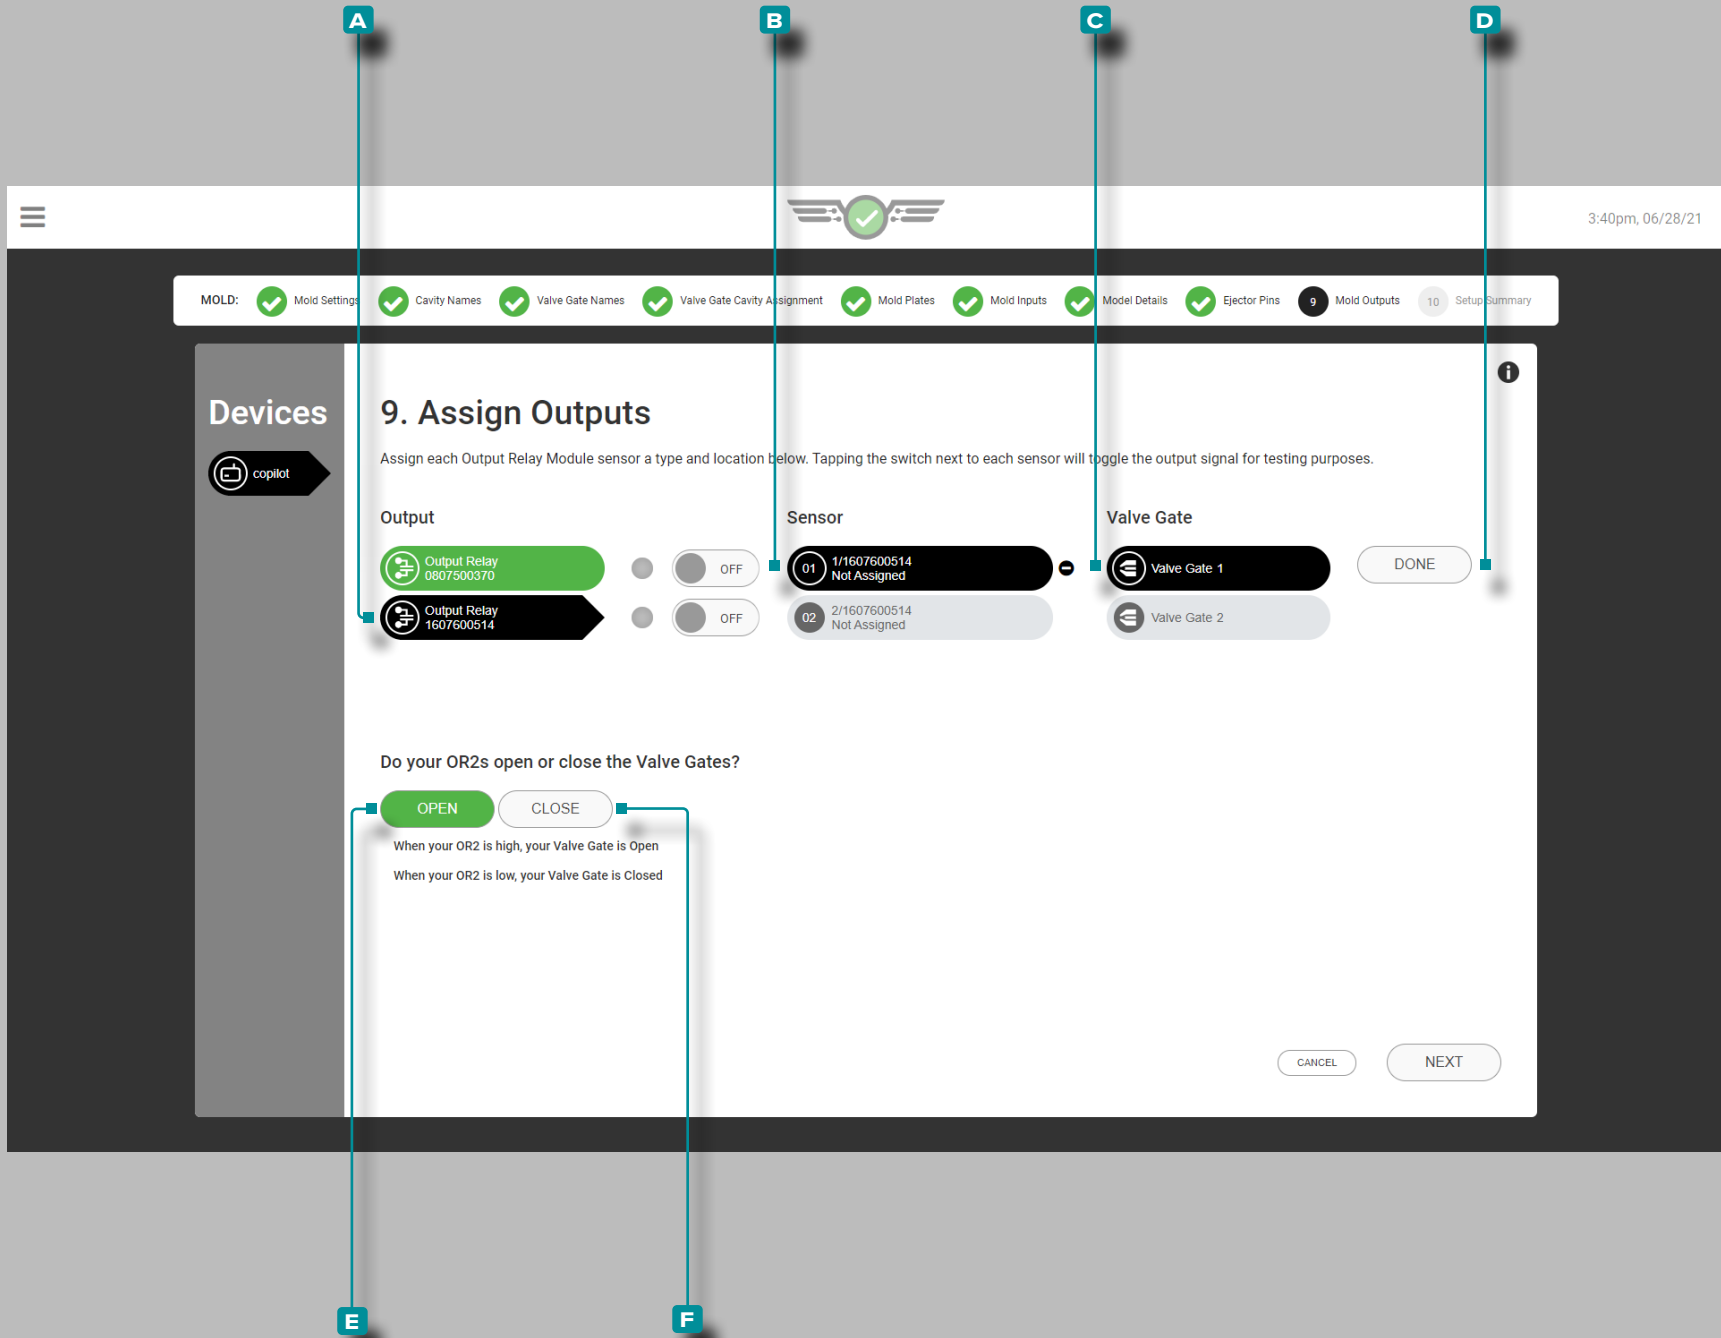 A
B
C
D
3:40pm, 06/28/21
MOLD: Mold Settings Cavity Names Valve Gate Names Valve Gate Cavity Assignment Mold Plates Mold Inputs Model Details Ejector Pins 9 Mold Outputs 10 Setup Summary
Devices
copilot
9. Assign Outputs
Assign each Output Relay Module sensor a type and location below. Tapping the switch next to each sensor will toggle the output signal for testing purposes.
Output
Sensor
Valve Gate
Output Relay
0807500370
OFF
01
1/1607600514
Not Assigned
Valve Gate 1
DONE
Output Relay
1607600514
OFF
02
2/1607600514
Not Assigned
Valve Gate 2
Do your OR2s open or close the Valve Gates?
OPEN
CLOSE
When your OR2 is high, your Valve Gate is Open
When your OR2 is low, your Valve Gate is Closed
CANCEL
NEXT
E
F